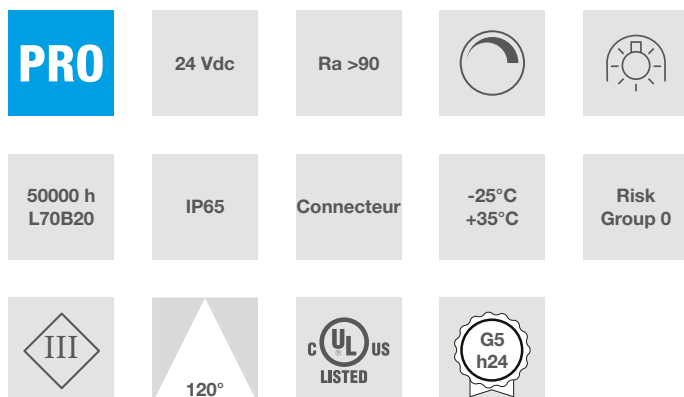 PRO
24 Vdc
Ra >90
50000 h
L70B20
IP65
Connecteur
-25°C
+35°C
Risk
Group 0
III
120°
C UL US
®
LISTED
G5
h24